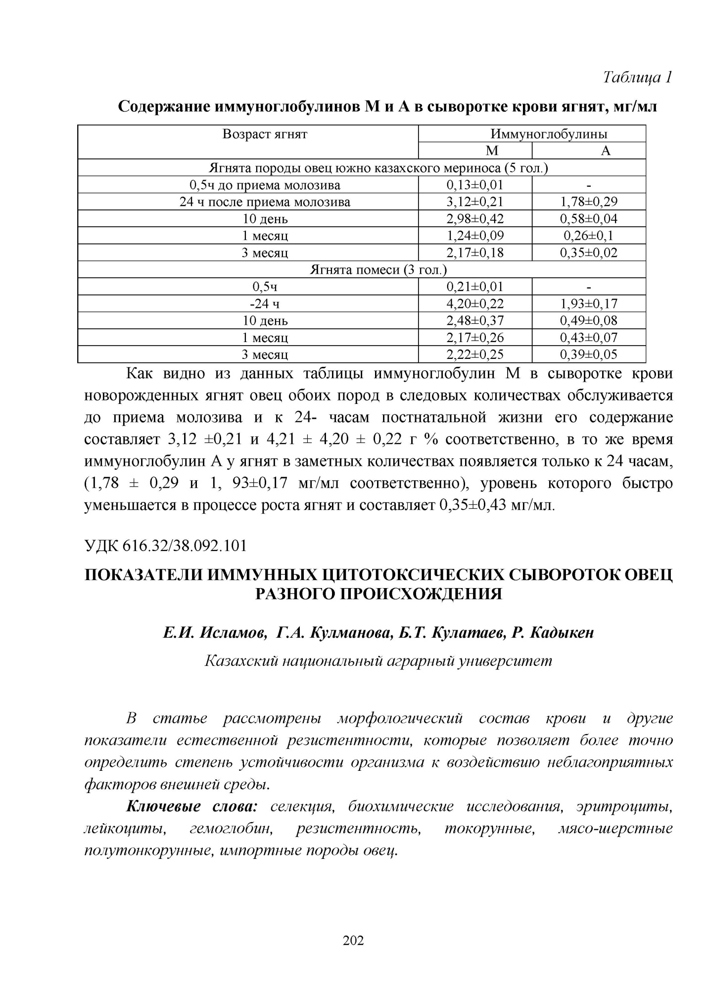 Таблица 1
Содержание иммуноглобулинов М и А в сыворотке крови ягнят, мг/мл
Возраст ягнят Иммуноглобулины
М А
Ягнята породы овец южно казахского мериноса (5 гол.)
0,5ч до приема молозива 0,13±0,01 -
24 ч после приема молозива 3,12±0,21 1,78±0,29
10 день 2,98±0,42 0,58±0,04
1 месяц 1,24±0,09 0,26±0,1
3 месяц 2,17±0,18 0,35±0,02
Ягнята помеси (3 гол.)
0,5ч 0,21±0,01 -
-24 ч 4,20±0,22 1,93±0,17
10 день 2,48±0,37 0,49±0,08
1 месяц 2,17±0,26 0,43±0,07
3 месяц 2,22±0,25 0,39±0,05
Как видно из данных таблицы иммуноглобулин М в сыворотке крови
новорожденных ягнят овец обоих пород в следовых количествах обслуживается
до приема молозива и к 24- часам постнатальной жизни его содержание
составляет 3,12 ±0,21 и 4,21 ± 4,20 ± 0,22 г % соответственно, в то же время
иммуноглобулин А у ягнят в заметных количествах появляется только к 24 часам,
(1,78 ± 0,29 и 1, 93±0,17 мг/мл соответственно), уровень которого быстро
уменьшается в процессе роста ягнят и составляет 0,35±0,43 мг/мл.
УДК 616.32/38.092.101
ПОКАЗАТЕЛИ ИММУННЫХ ЦИТОТОКСИЧЕСКИХ СЫВОРОТОК ОВЕЦ
РАЗНОГО ПРОИСХОЖДЕНИЯ
Е.И. Исламов, Г.А. Кулманова, Б.Т. Кулатаев, Р. Кадыкен
Казахский национальный аграрный университет
В статье рассмотрены морфологический состав крови и другие
показатели естественной резистентности, которые позволяет более точно
определить степень устойчивости организма к воздействию неблагоприятных
факторов внешней среды.
Ключевые слова: селекция, биохимические исследования, эритроциты,
лейкоциты, гемоглобин, резистентность, токорунные, мясо-шерстные
полутонкорунные, импортные породы овец.
202